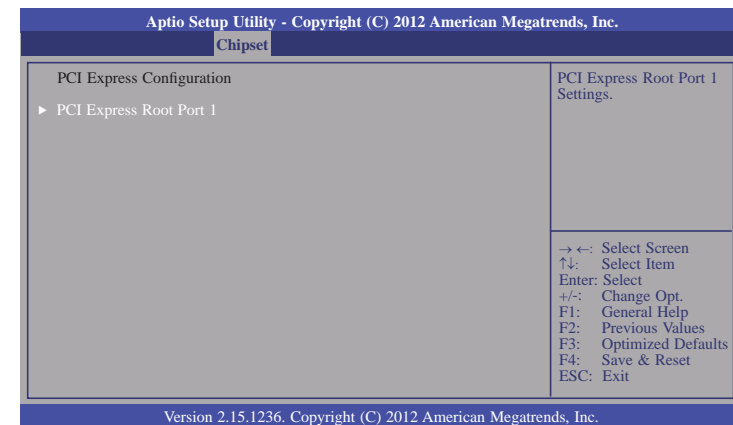 Aptio Setup Utility - Copyright (C) 2012 American Megatrends, Inc.
Chipset
PCI Express Configuration
► PCI Express Root Port 1
PCI Express Root Port 1
Settings.
→ ←: Select Screen
↑↓: Select Item
Enter: Select
+/-: Change Opt.
F1: General Help
F2: Previous Values
F3: Optimized Defaults
F4: Save & Reset
ESC: Exit
Version 2.15.1236. Copyright (C) 2012 American Megatrends, Inc.